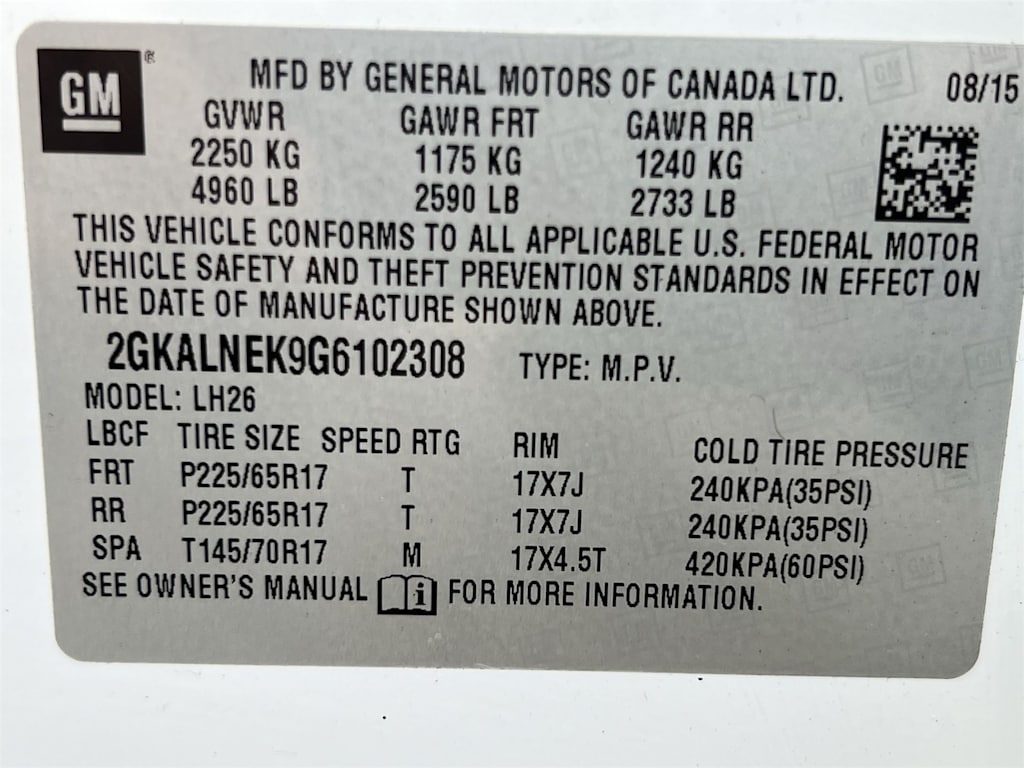 GM
MFD BY GENERAL MOTORS OF CANADA LTD. 08/15
GVWR GAWR FRT GAWR RR
2250 KG 1175 KG 1240 KG
4960 LB 2590 LB 2733 LB
THIS VEHICLE CONFORMS TO ALL APPLICABLE U.S. FEDERAL MOTOR
VEHICLE SAFETY AND THEFT PREVENTION STANDARDS IN EFFECT ON
THE DATE OF MANUFACTURE SHOWN ABOVE.
2GKALNEK9G6102308 TYPE: M.P.V.
MODEL: LH26
LBCF TIRE SIZE SPEED RTG RIM COLD TIRE PRESSURE
FRT P225/65R17 T 17X7J 240KPA(35PSI)
RR P225/65R17 T 17X7J 240KPA(35PSI)
SPA T145/70R17 M 17X4.5T 420KPA(60PSI)
SEE OWNER'S MANUAL i FOR MORE INFORMATION.